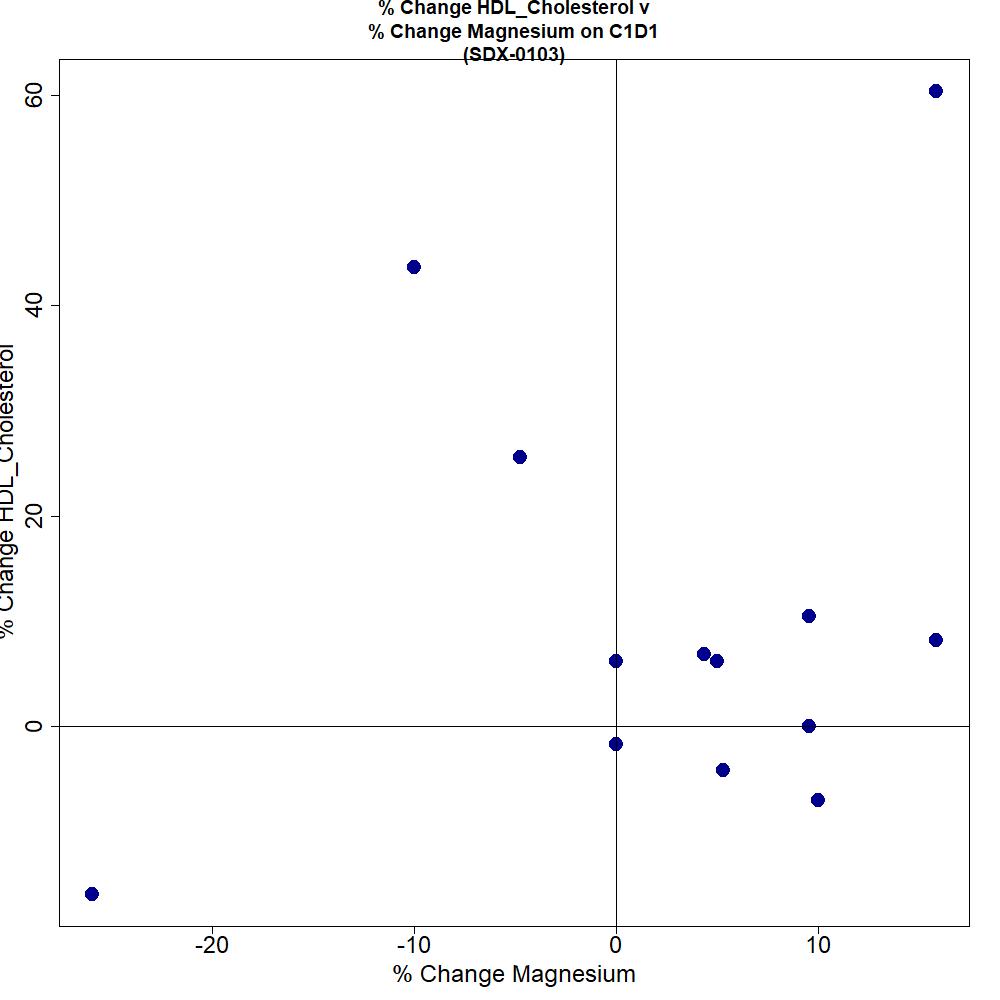 % Change HDL_Cholesterol v
% Change Magnesium on C1D1
(SDX-0103)
% Change HDL_Cholesterol
60
40
20
0
-20
-10
0
10
% Change Magnesium